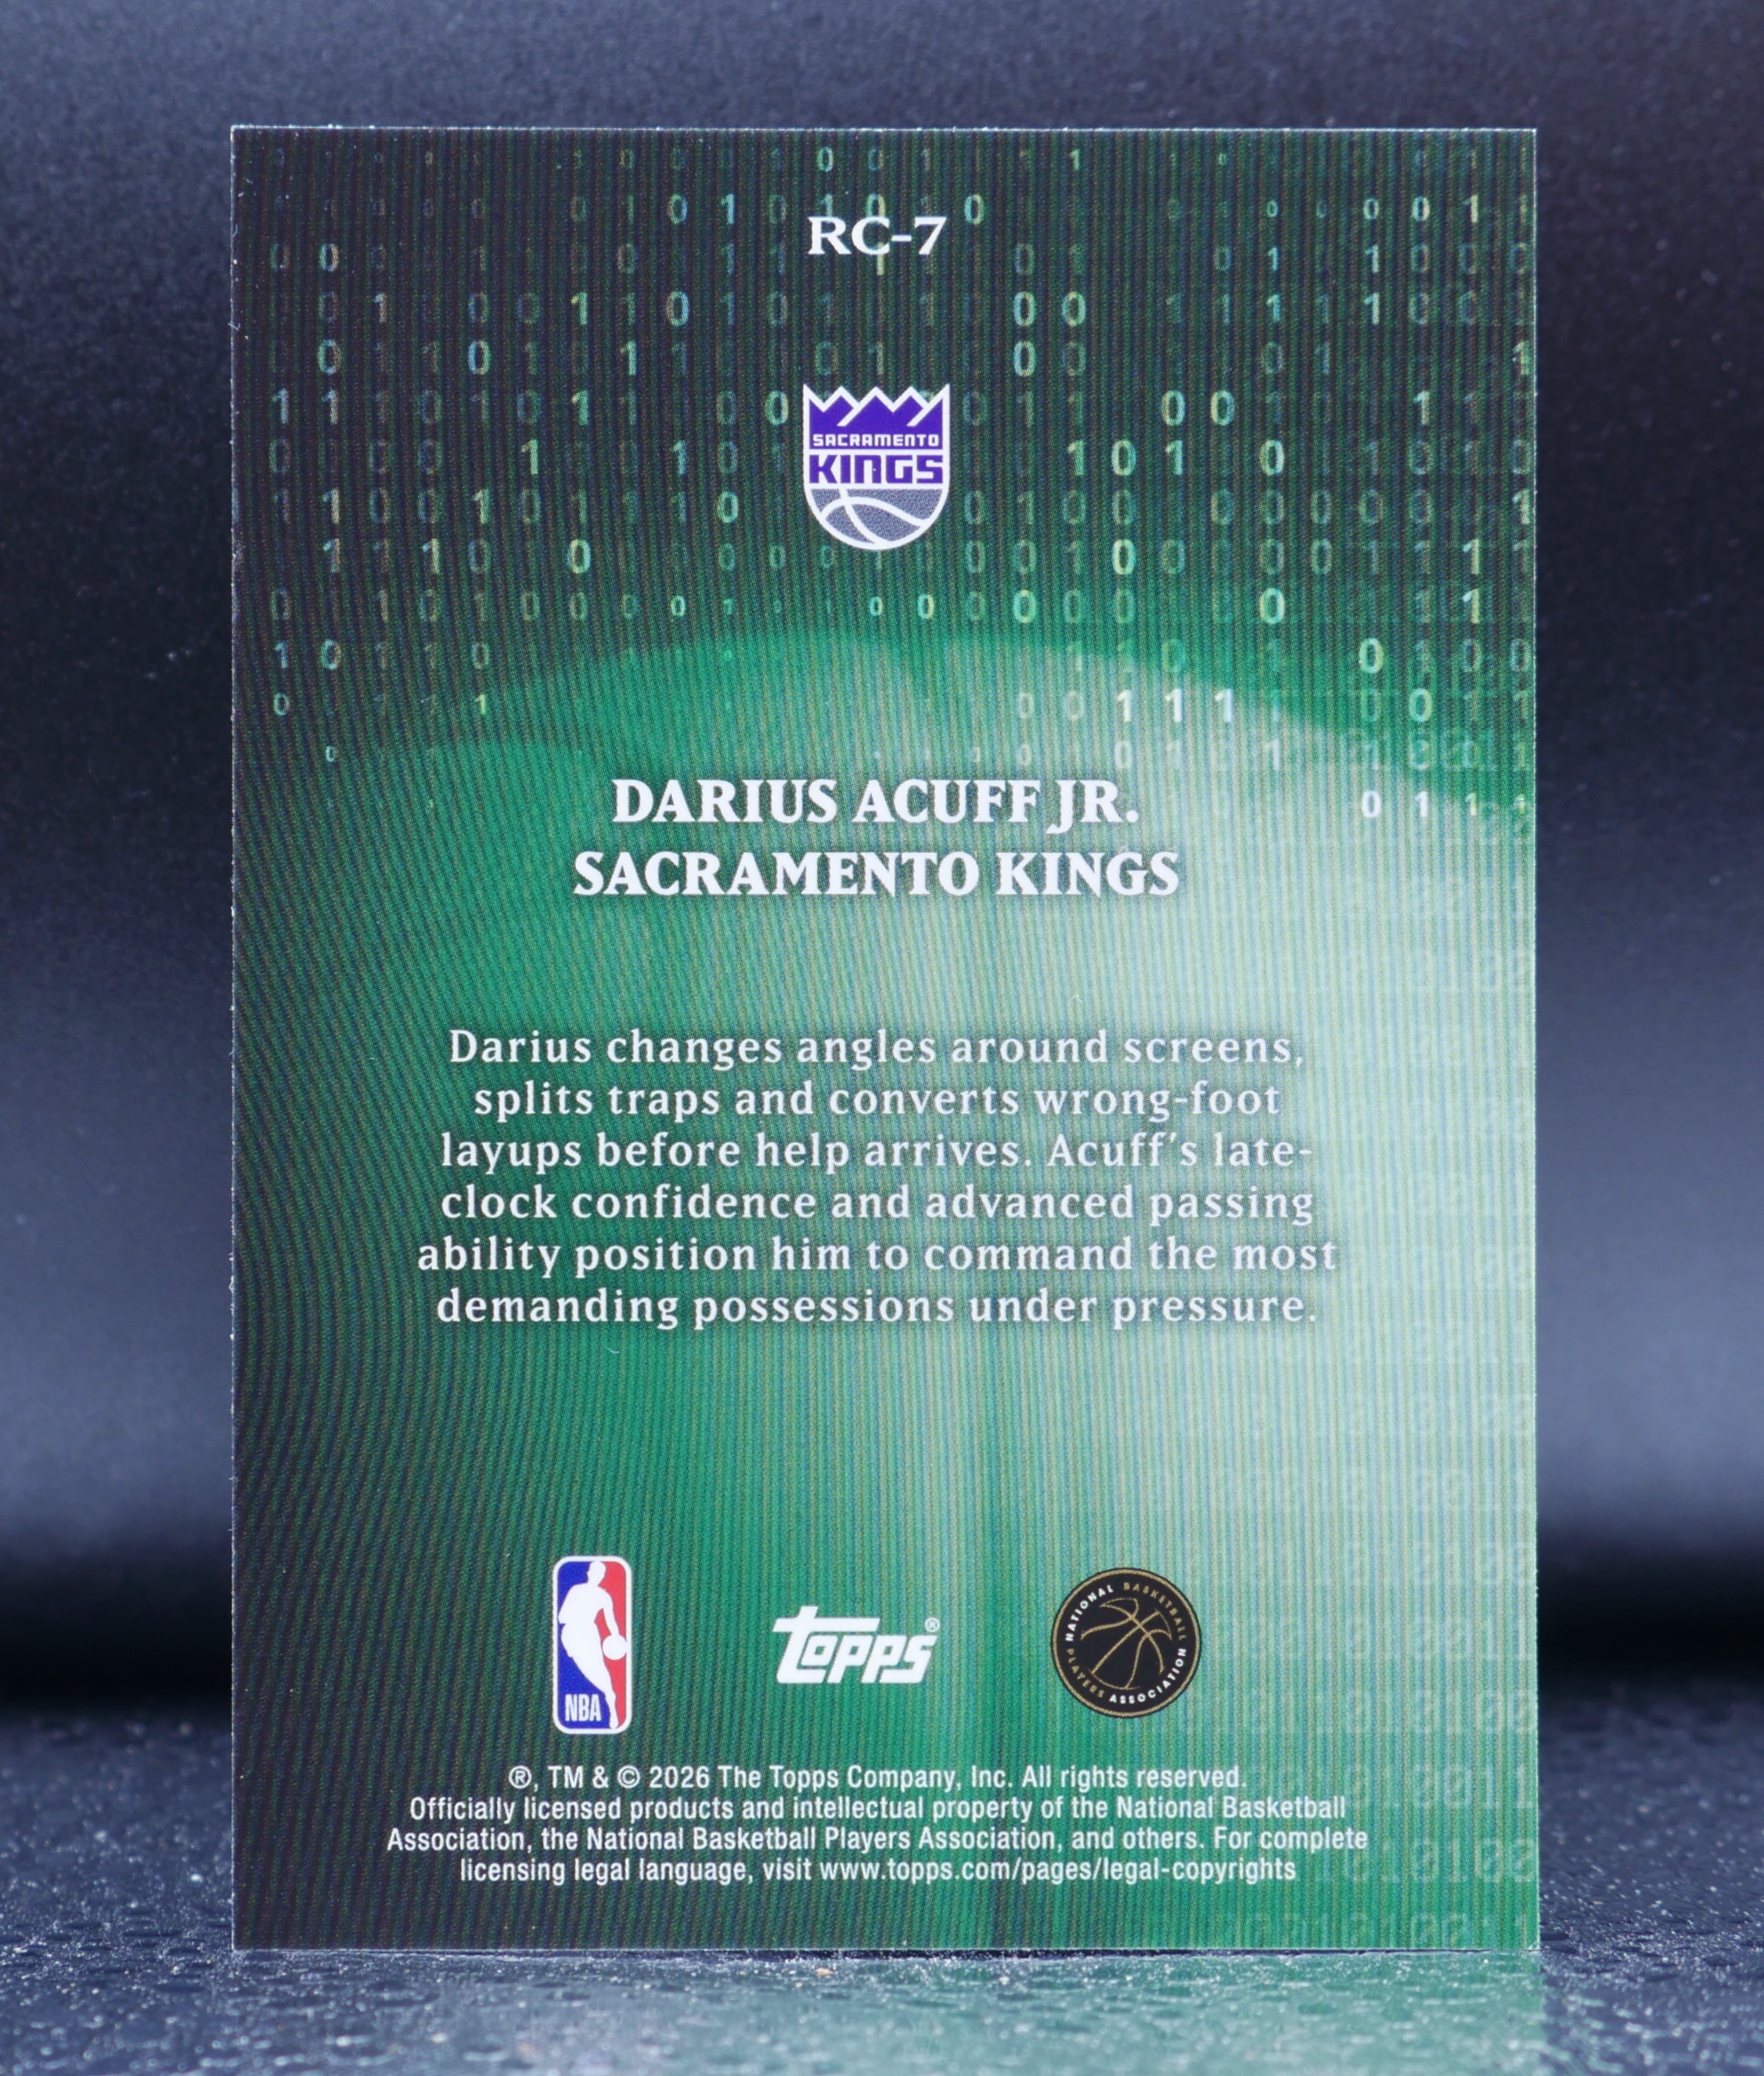 RC-7
SACRAMENTO
KINGS
DARIUS ACUFF JR.
SACRAMENTO KINGS
Darius changes angles around screens,
splits traps and converts wrong-foot
layups before help arrives. Acuff's late-
clock confidence and advanced passing
ability position him to command the most
demanding possessions under pressure.
NBA
topps®
NATIONAL BASKETBALL PLAYERS ASSOCIATION
®, TM & © 2026 The Topps Company, Inc. All rights reserved.
Officially licensed products and intellectual property of the National Basketball
Association, the National Basketball Players Association, and others. For complete
licensing legal language, visit www.topps.com/pages/legal-copyrights